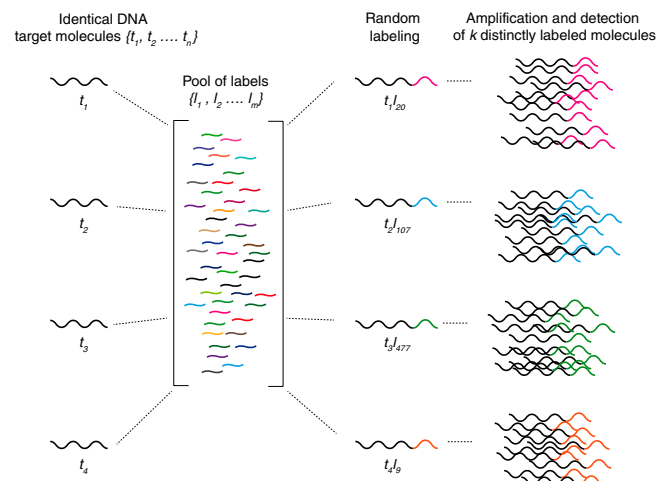 Identical DNA
target molecules {t1, t2 .... tn}
Pool of labels
{l1 , l2 .... lm}
Random
labeling
Amplification and detection
of k distinctly labeled molecules
t1
t1l20
t2
t2l107
t3
t3l477
t4
t4l9